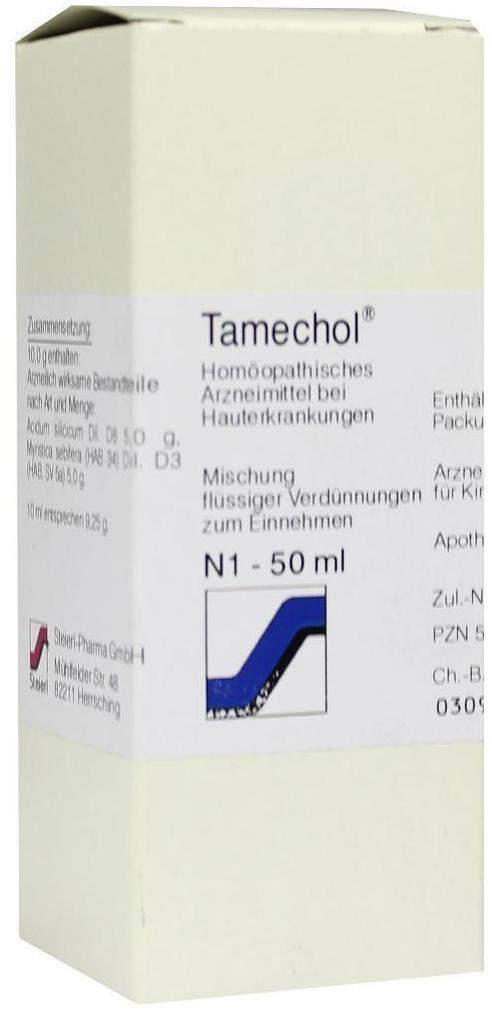 Zusammensetzung:
10,0 g enthalten:
Arzneilich wirksame Bestandteile
nach Art und Menge:
Acidum silicicum Dil. D8 5,0 g,
Myristica sebifera (HAB 34) Dil. D3
(HAB, SV 5a) 5,0 g.
10 ml entsprechen 9,25 g
Steierl
Steierl-Pharma GmbH
Mühlfelder Str. 48
82211 Herrsching
Tamechol®
Homöopathisches
Arzneimittel bei
Hauterkrankungen
Mischung
flüssiger Verdünnungen
zum Einnehmen
N1 - 50 ml
Enthäl
Packu
Arzne
für Kin
Apoth
Zul.-N
PZN 5
Ch.-B.
0309